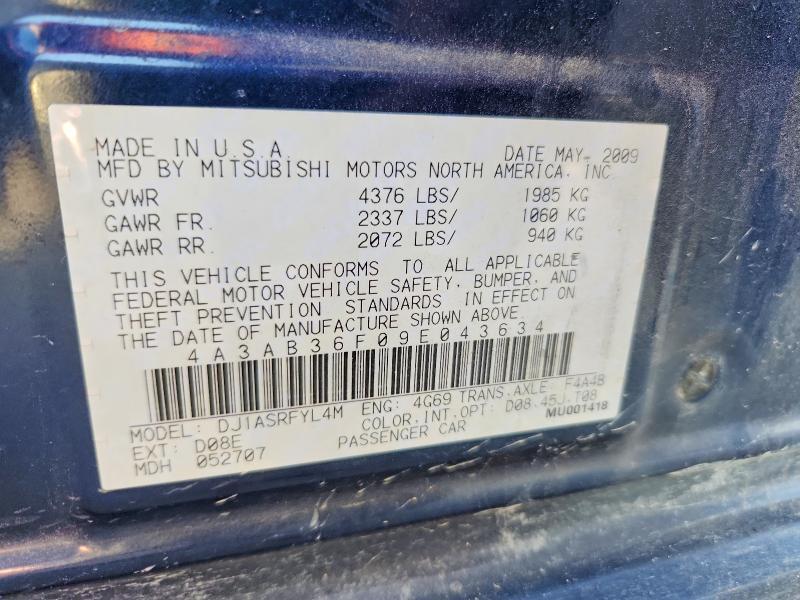 MADE IN U.S.A. DATE MAY- 2009
MFD BY MITSUBISHI MOTORS NORTH AMERICA, INC
GVWR 4376 LBS/ 1985 KG
GAWR FR. 2337 LBS/ 1060 KG
GAWR RR. 2072 LBS/ 940 KG
THIS VEHICLE CONFORMS TO ALL APPLICABLE
FEDERAL MOTOR VEHICLE SAFETY, BUMPER, AND
THEFT PREVENTION STANDARDS IN EFFECT ON
THE DATE OF MANUFACTURE SHOWN ABOVE.
4A3AB36F09E043634
MODEL: DJ1ASRFYL4M ENG: 4G69 TRANS.AXLE: F4A4B
EXT: D08E COLOR.INT.OPT: D08.45J.T08
MDH 052707 PASSENGER CAR MU001418